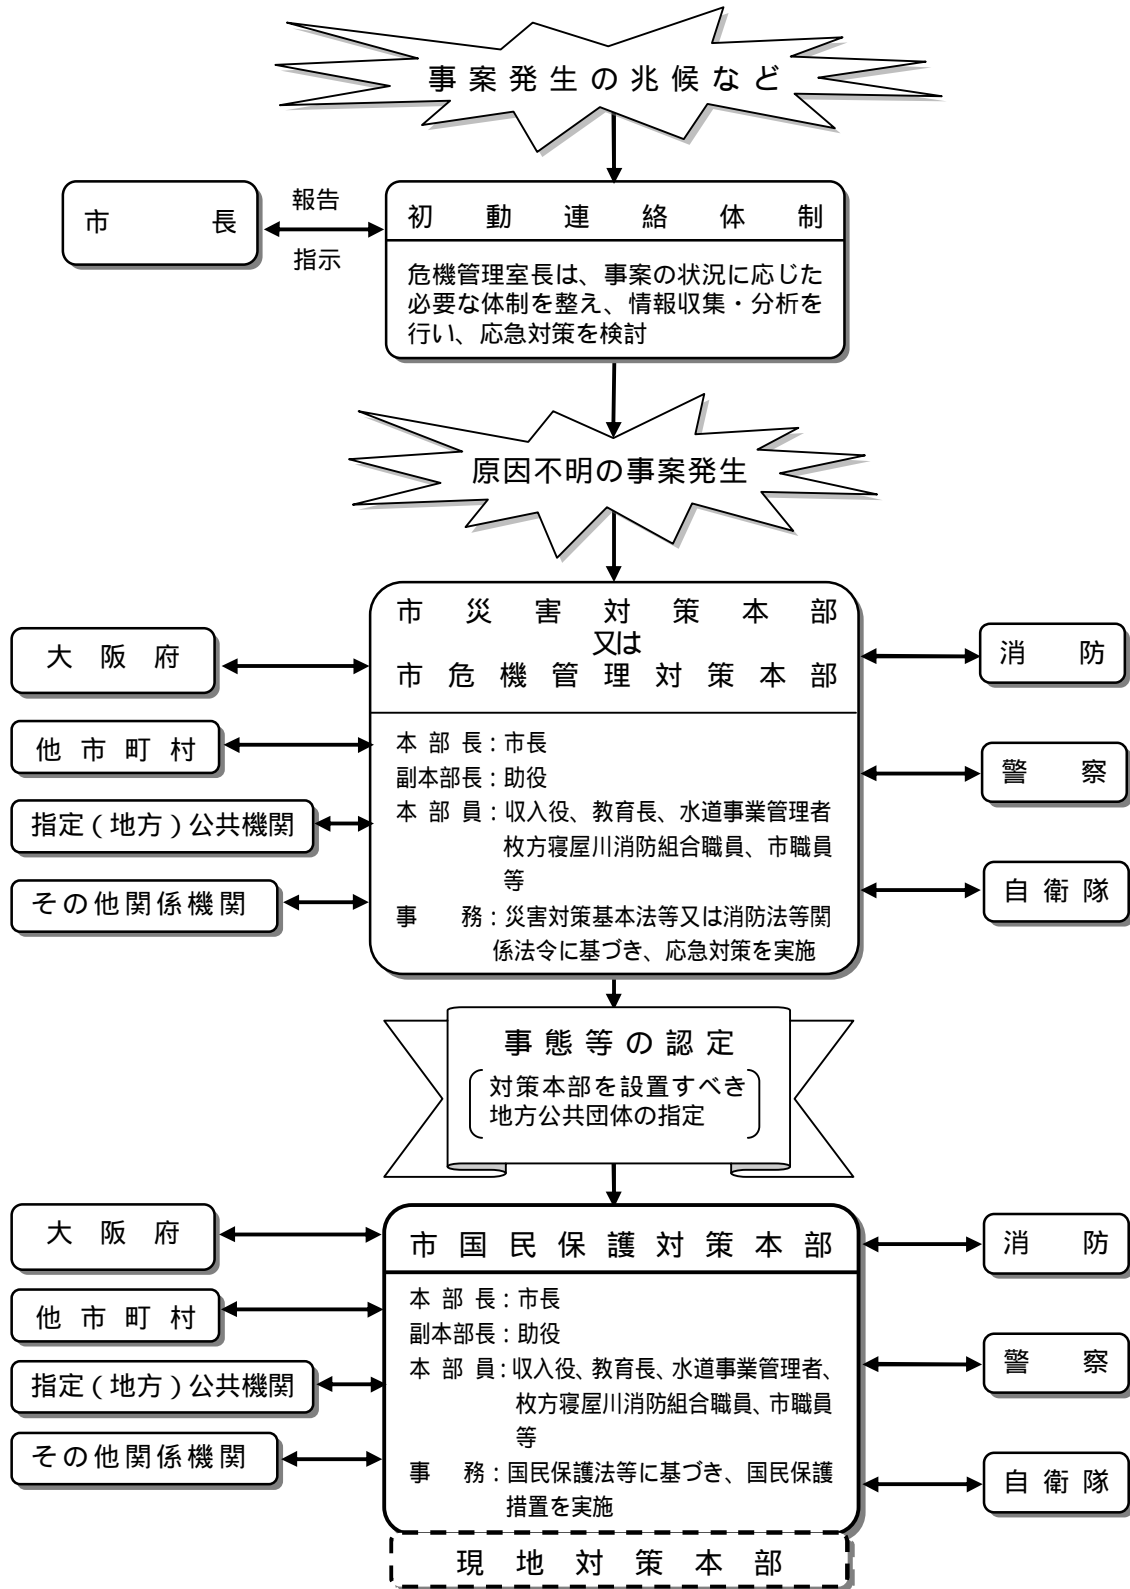 事案発生の兆候など
市長
報告
指示
初動連絡体制
危機管理室長は、事案の状況に応じた
必要な体制を整え、情報収集・分析を
行い、応急対策を検討
原因不明の事案発生
市災害対策本部
又は
市危機管理対策本部
本部長：市長
副本部長：助役
本部員：収入役、教育長、水道事業管理者
枚方寝屋川消防組合職員、市職員
等
事務：災害対策基本法等又は消防法等関
係法令に基づき、応急対策を実施
大阪府
他市町村
指定（地方）公共機関
その他関係機関
消防
警察
自衛隊
事態等の認定
対策本部を設置すべき
地方公共団体の指定
市国民保護対策本部
本部長：市長
副本部長：助役
本部員：収入役、教育長、水道事業管理者、
枚方寝屋川消防組合職員、市職員
等
事務：国民保護法等に基づき、国民保護
措置を実施
大阪府
他市町村
指定（地方）公共機関
その他関係機関
消防
警察
自衛隊
現地対策本部